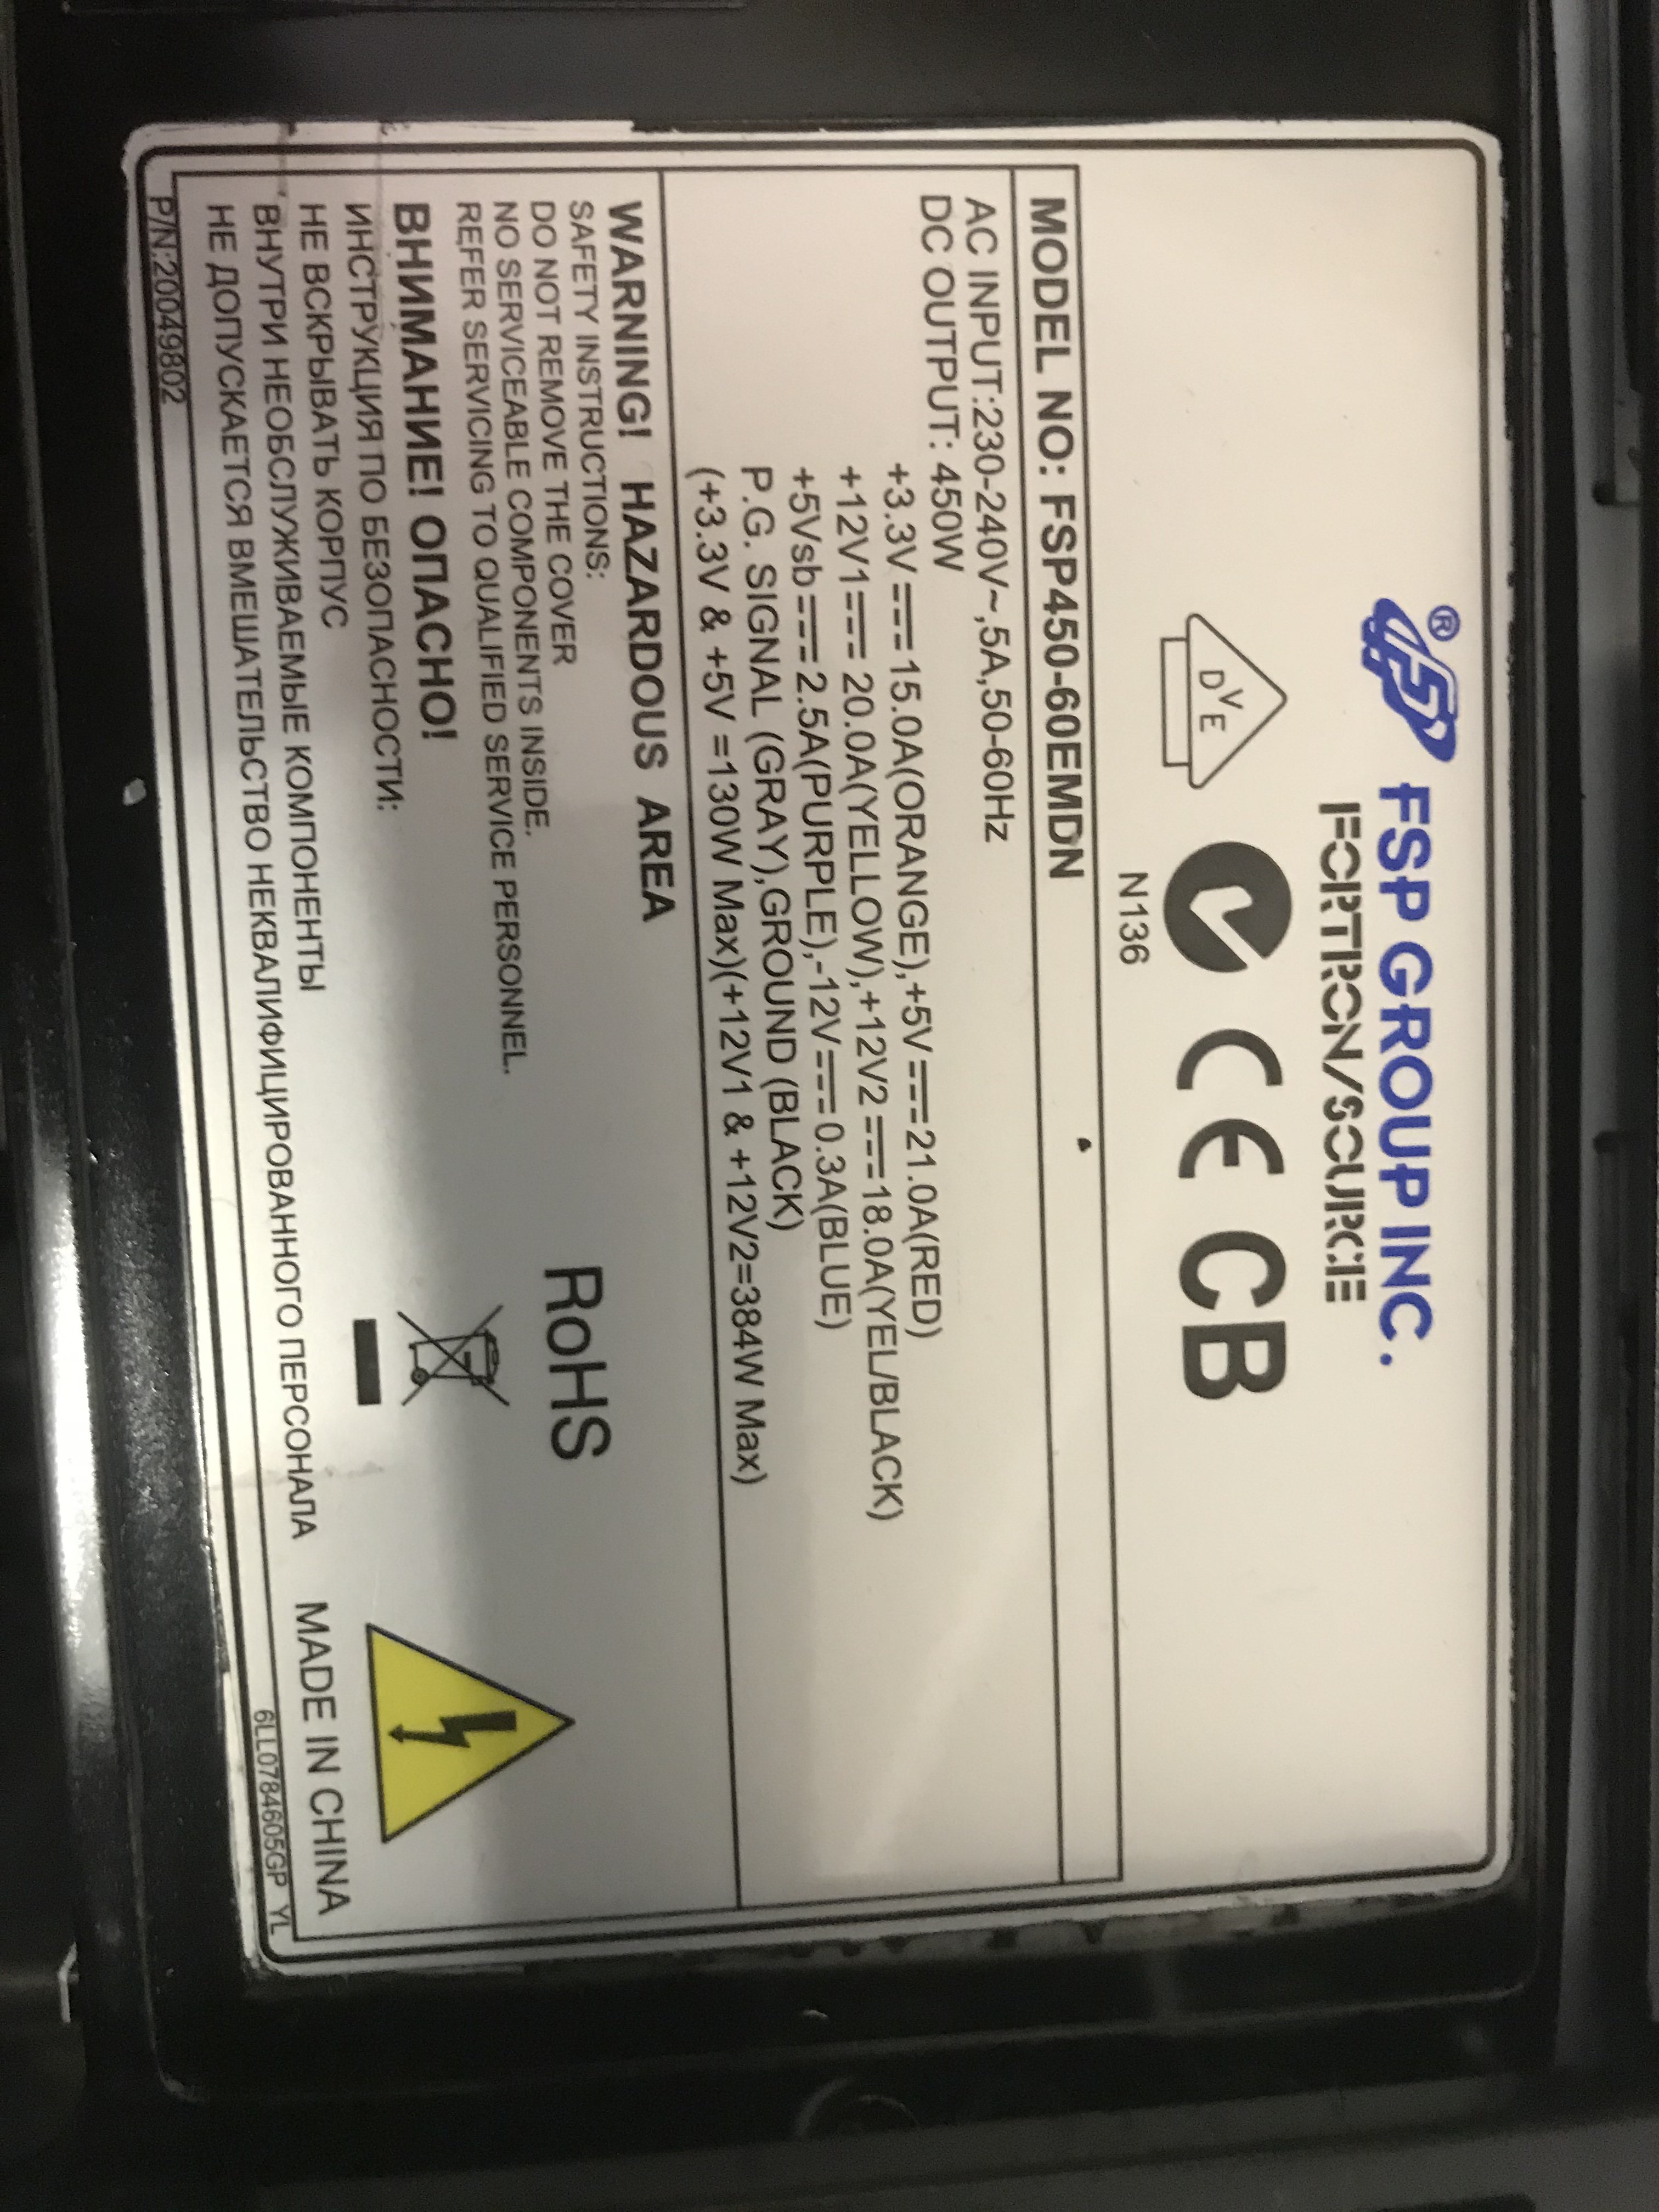 ® FSP GROUP INC.
FORTRON/SOURCE
DVE
N136
CE CB
MODEL NO: FSP450-60EMDN
AC INPUT:230-240V~,5A,50-60Hz
DC OUTPUT: 450W
+3.3V⎓15.0A(ORANGE),+5V⎓21.0A(RED)
+12V1⎓20.0A(YELLOW),+12V2⎓18.0A(YEL/BLACK)
+5Vsb⎓2.5A(PURPLE),-12V⎓0.3A(BLUE)
P.G. SIGNAL (GRAY),GROUND (BLACK)
(+3.3V & +5V =130W Max)(+12V1 & +12V2=384W Max)
WARNING! HAZARDOUS AREA
SAFETY INSTRUCTIONS:
DO NOT REMOVE THE COVER
NO SERVICEABLE COMPONENTS INSIDE.
REFER SERVICING TO QUALIFIED SERVICE PERSONNEL.
RoHS
ВНИМАНИЕ! ОПАСНО!
ИНСТРУКЦИЯ ПО БЕЗОПАСНОСТИ:
НЕ ВСКРЫВАТЬ КОРПУС
ВНУТРИ НЕОБСЛУЖИВАЕМЫЕ КОМПОНЕНТЫ
НЕ ДОПУСКАЕТСЯ ВМЕШАТЕЛЬСТВО НЕКВАЛИФИЦИРОВАННОГО ПЕРСОНАЛА
MADE IN CHINA
P/N:20049802
6LL0784605GP YL